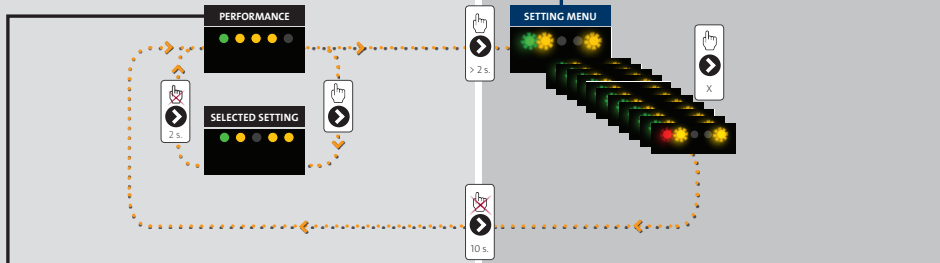 PERFORMANCE
SETTING MENU
> 2 s.
X
2 s.
SELECTED SETTING
10 s.